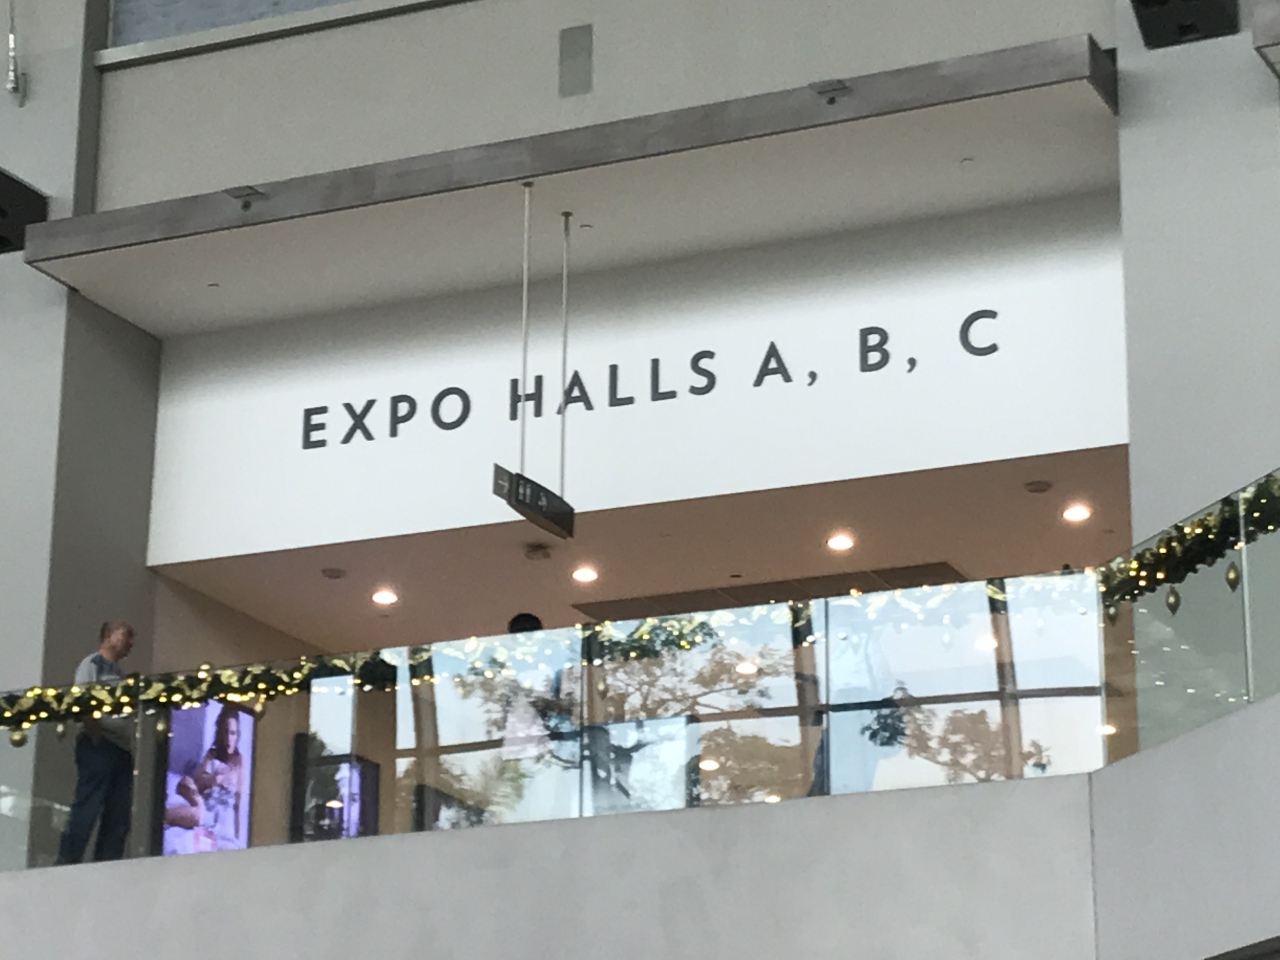 EXPO HALLS A, B, C